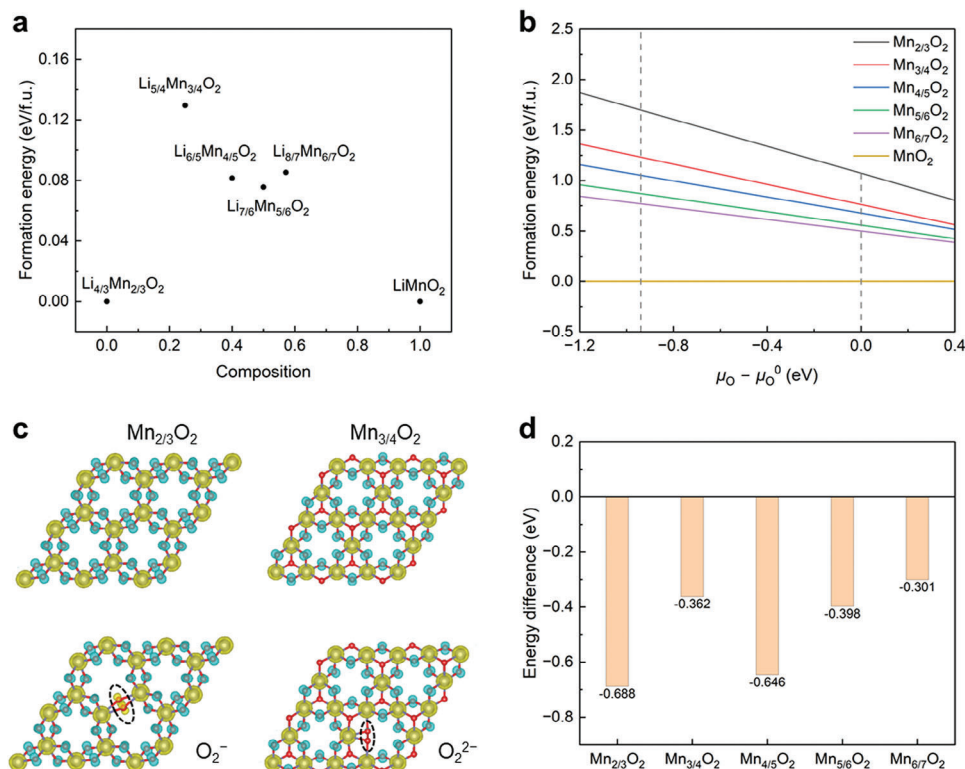 a
Formation energy (eV/f.u.)
0.16
0.12
0.08
0.04
0.00
Li₅/₄Mn₃/₄O₂
Li₆/₅Mn₄/₅O₂
Li₈/₇Mn₆/₇O₂
Li₇/₆Mn₅/₆O₂
Li₄/₃Mn₂/₃O₂
LiMnO₂
0.0 0.2 0.4 0.6 0.8 1.0
Composition
b
Formation energy (eV/f.u.)
2.5
2.0
1.5
1.0
0.5
0.0
−0.5
Mn₂/₃O₂
Mn₃/₄O₂
Mn₄/₅O₂
Mn₅/₆O₂
Mn₆/₇O₂
MnO₂
−1.2 −0.8 −0.4 0.0 0.4
μO − μO⁰ (eV)
c
Mn₂/₃O₂
Mn₃/₄O₂
O₂⁻
O₂²⁻
d
Energy difference (eV)
0.2
0.0
−0.2
−0.4
−0.6
−0.8
-0.688
-0.362
-0.646
-0.398
-0.301
Mn₂/₃O₂ Mn₃/₄O₂ Mn₄/₅O₂ Mn₅/₆O₂ Mn₆/₇O₂